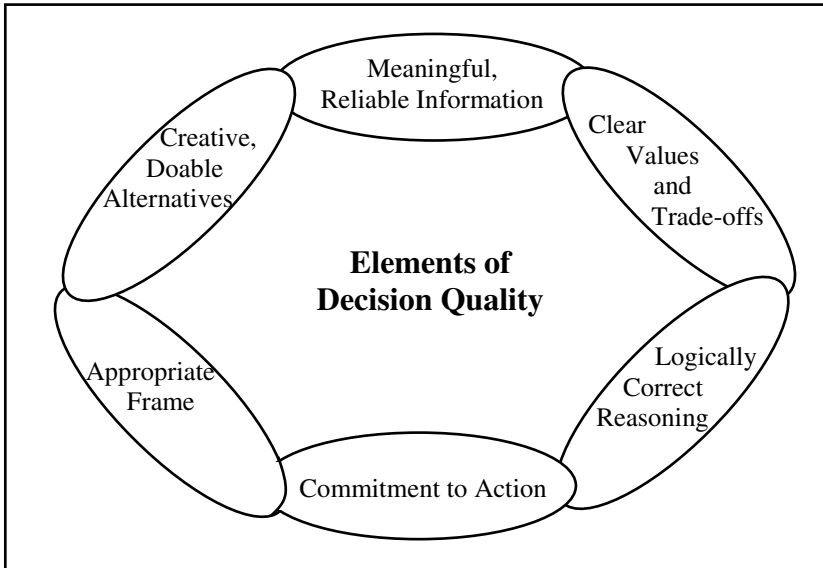 Meaningful,
Reliable Information
Clear
Values
and
Trade-offs
Creative,
Doable
Alternatives
Elements of
Decision Quality
Appropriate
Frame
Logically
Correct
Reasoning
Commitment to Action